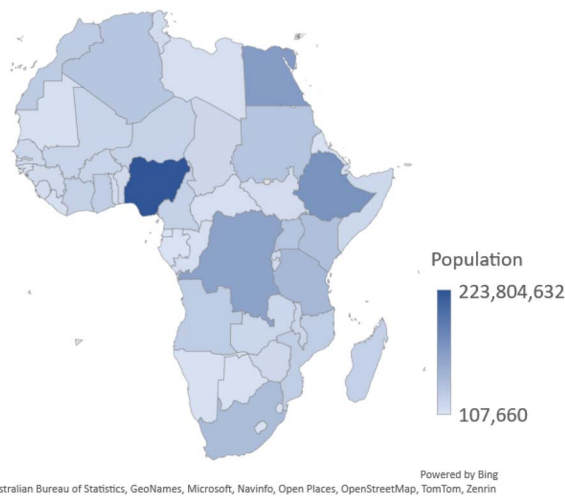 Population
223,804,632
107,660
Powered by Bing
stralian Bureau of Statistics, GeoNames, Microsoft, Navinfo, Open Places, OpenStreetMap, TomTom, Zenrin